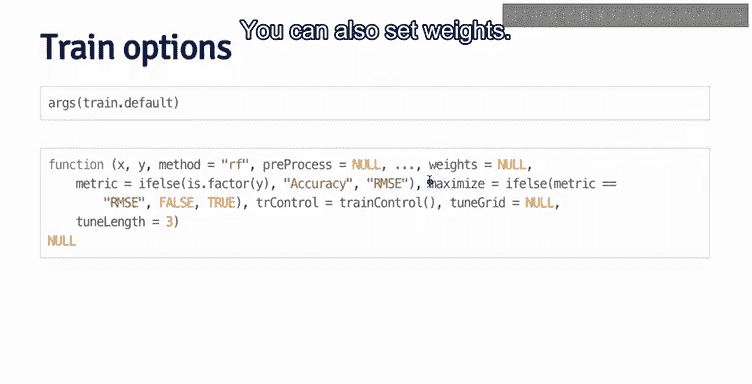 You can also set weights.
Train options
args(train.default)
function (x, y, method = "rf", preProcess = NULL, ..., weights = NULL,
metric = ifelse(is.factor(y), "Accuracy", "RMSE"), maximize = ifelse(metric ==
"RMSE", FALSE, TRUE), trControl = trainControl(), tuneGrid = NULL,
tuneLength = 3)
NULL